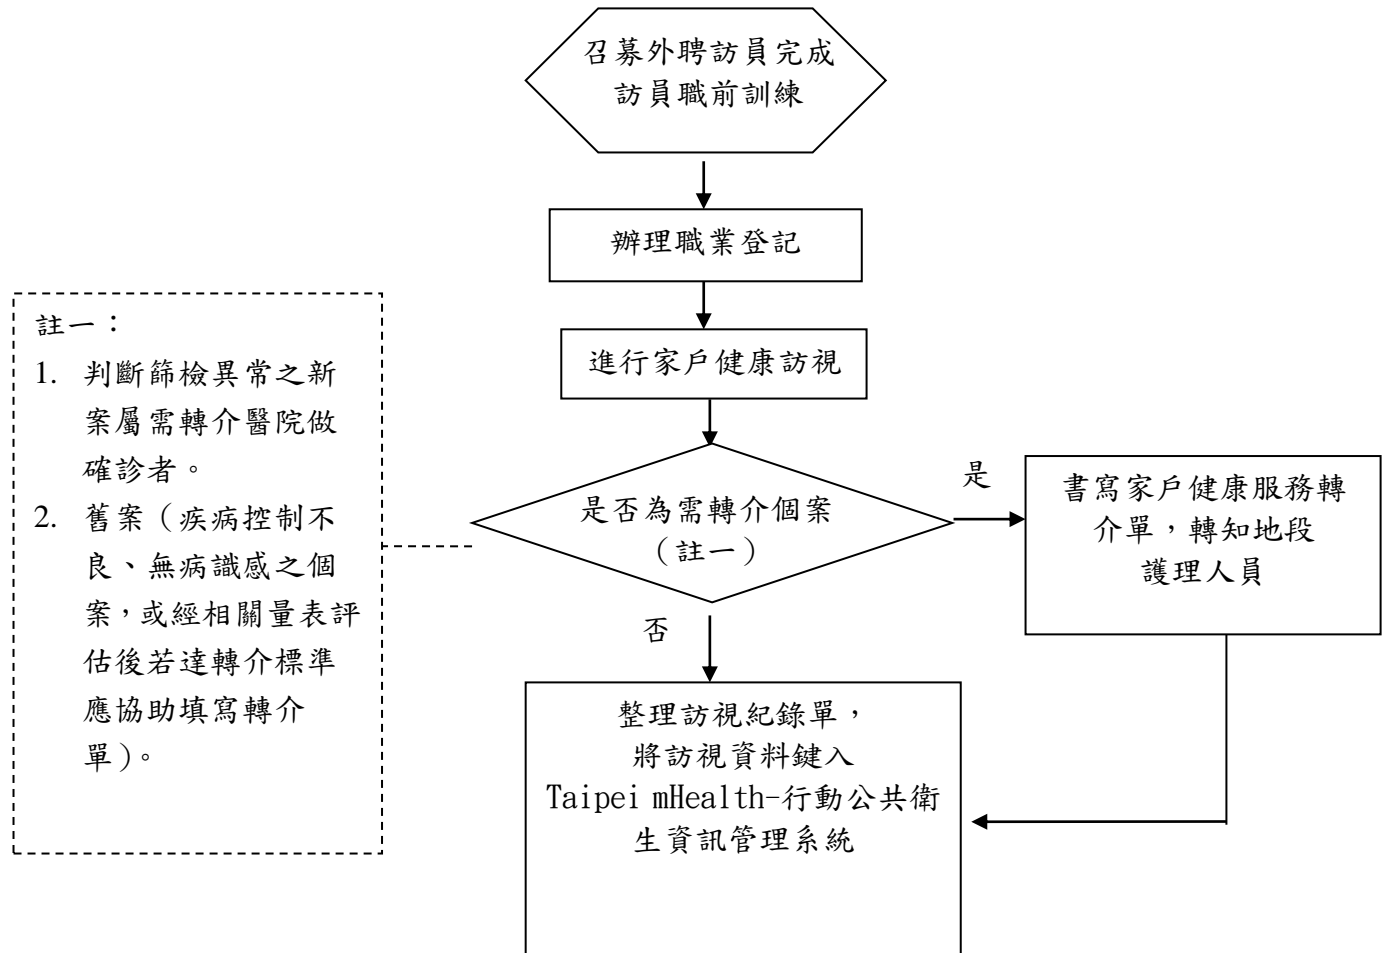 召募外聘訪員完成
訪員職前訓練
辦理職業登記
進行家戶健康訪視
註一：
1. 判斷篩檢異常之新
案屬需轉介醫院做
確診者。
2. 舊案（疾病控制不
良、無病識感之個
案，或經相關量表評
估後若達轉介標準
應協助填寫轉介
單）。
是否為需轉介個案
（註一）
是
書寫家戶健康服務轉
介單，轉知地段
護理人員
否
整理訪視紀錄單，
將訪視資料鍵入
Taipei mHealth-行動公共衛
生資訊管理系統